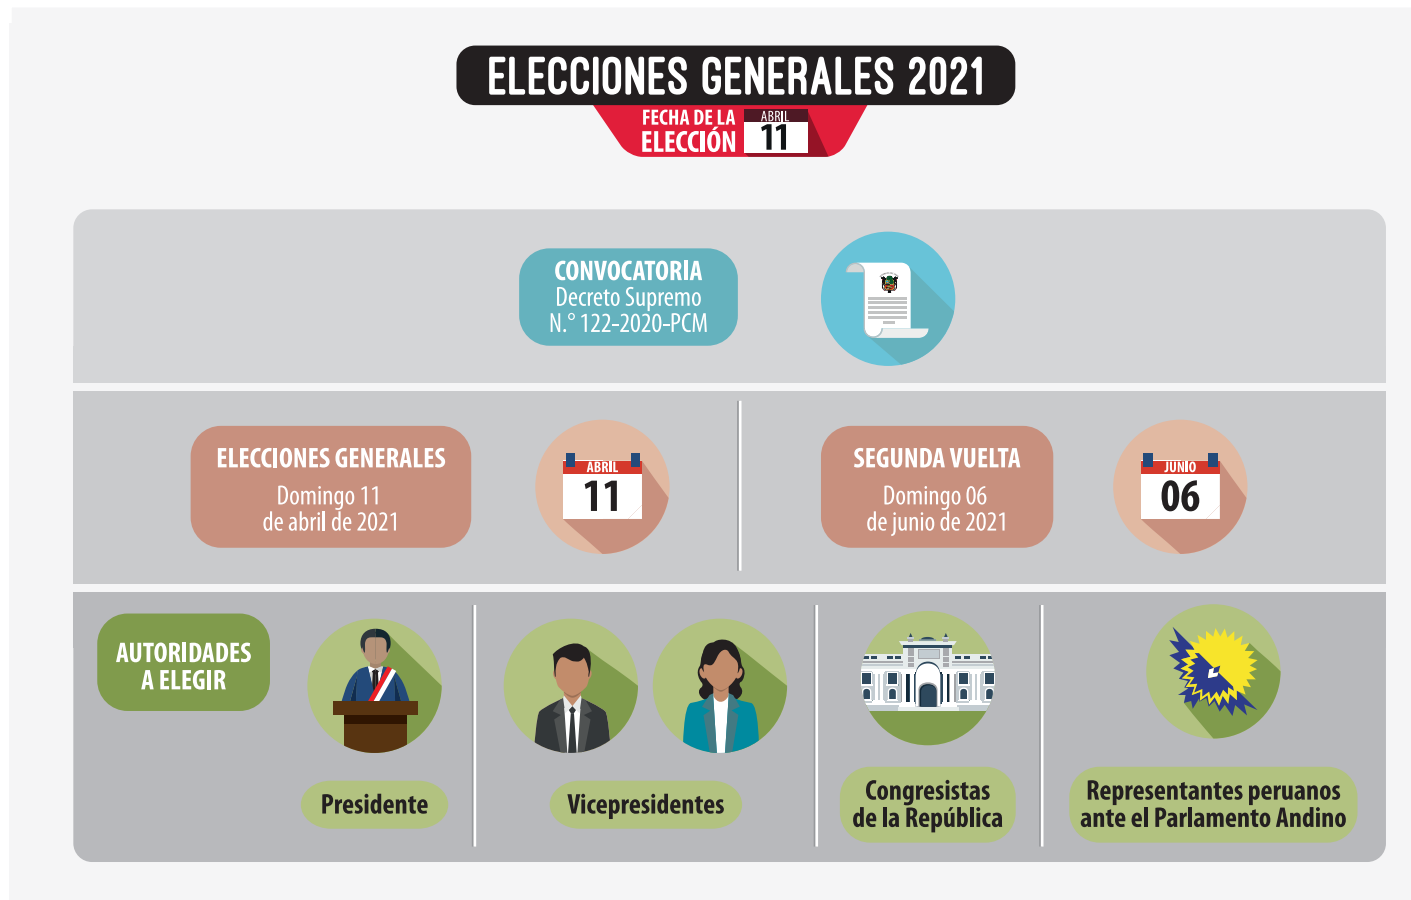 ELECCIONES GENERALES 2021
FECHA DE LA
ELECCIÓN
ABRIL
11
CONVOCATORIA
Decreto Supremo
N.° 122-2020-PCM
ELECCIONES GENERALES
Domingo 11
de abril de 2021
ABRIL
11
SEGUNDA VUELTA
Domingo 06
de junio de 2021
JUNIO
06
AUTORIDADES
A ELEGIR
Presidente
Vicepresidentes
Congresistas
de la República
Representantes peruanos
ante el Parlamento Andino